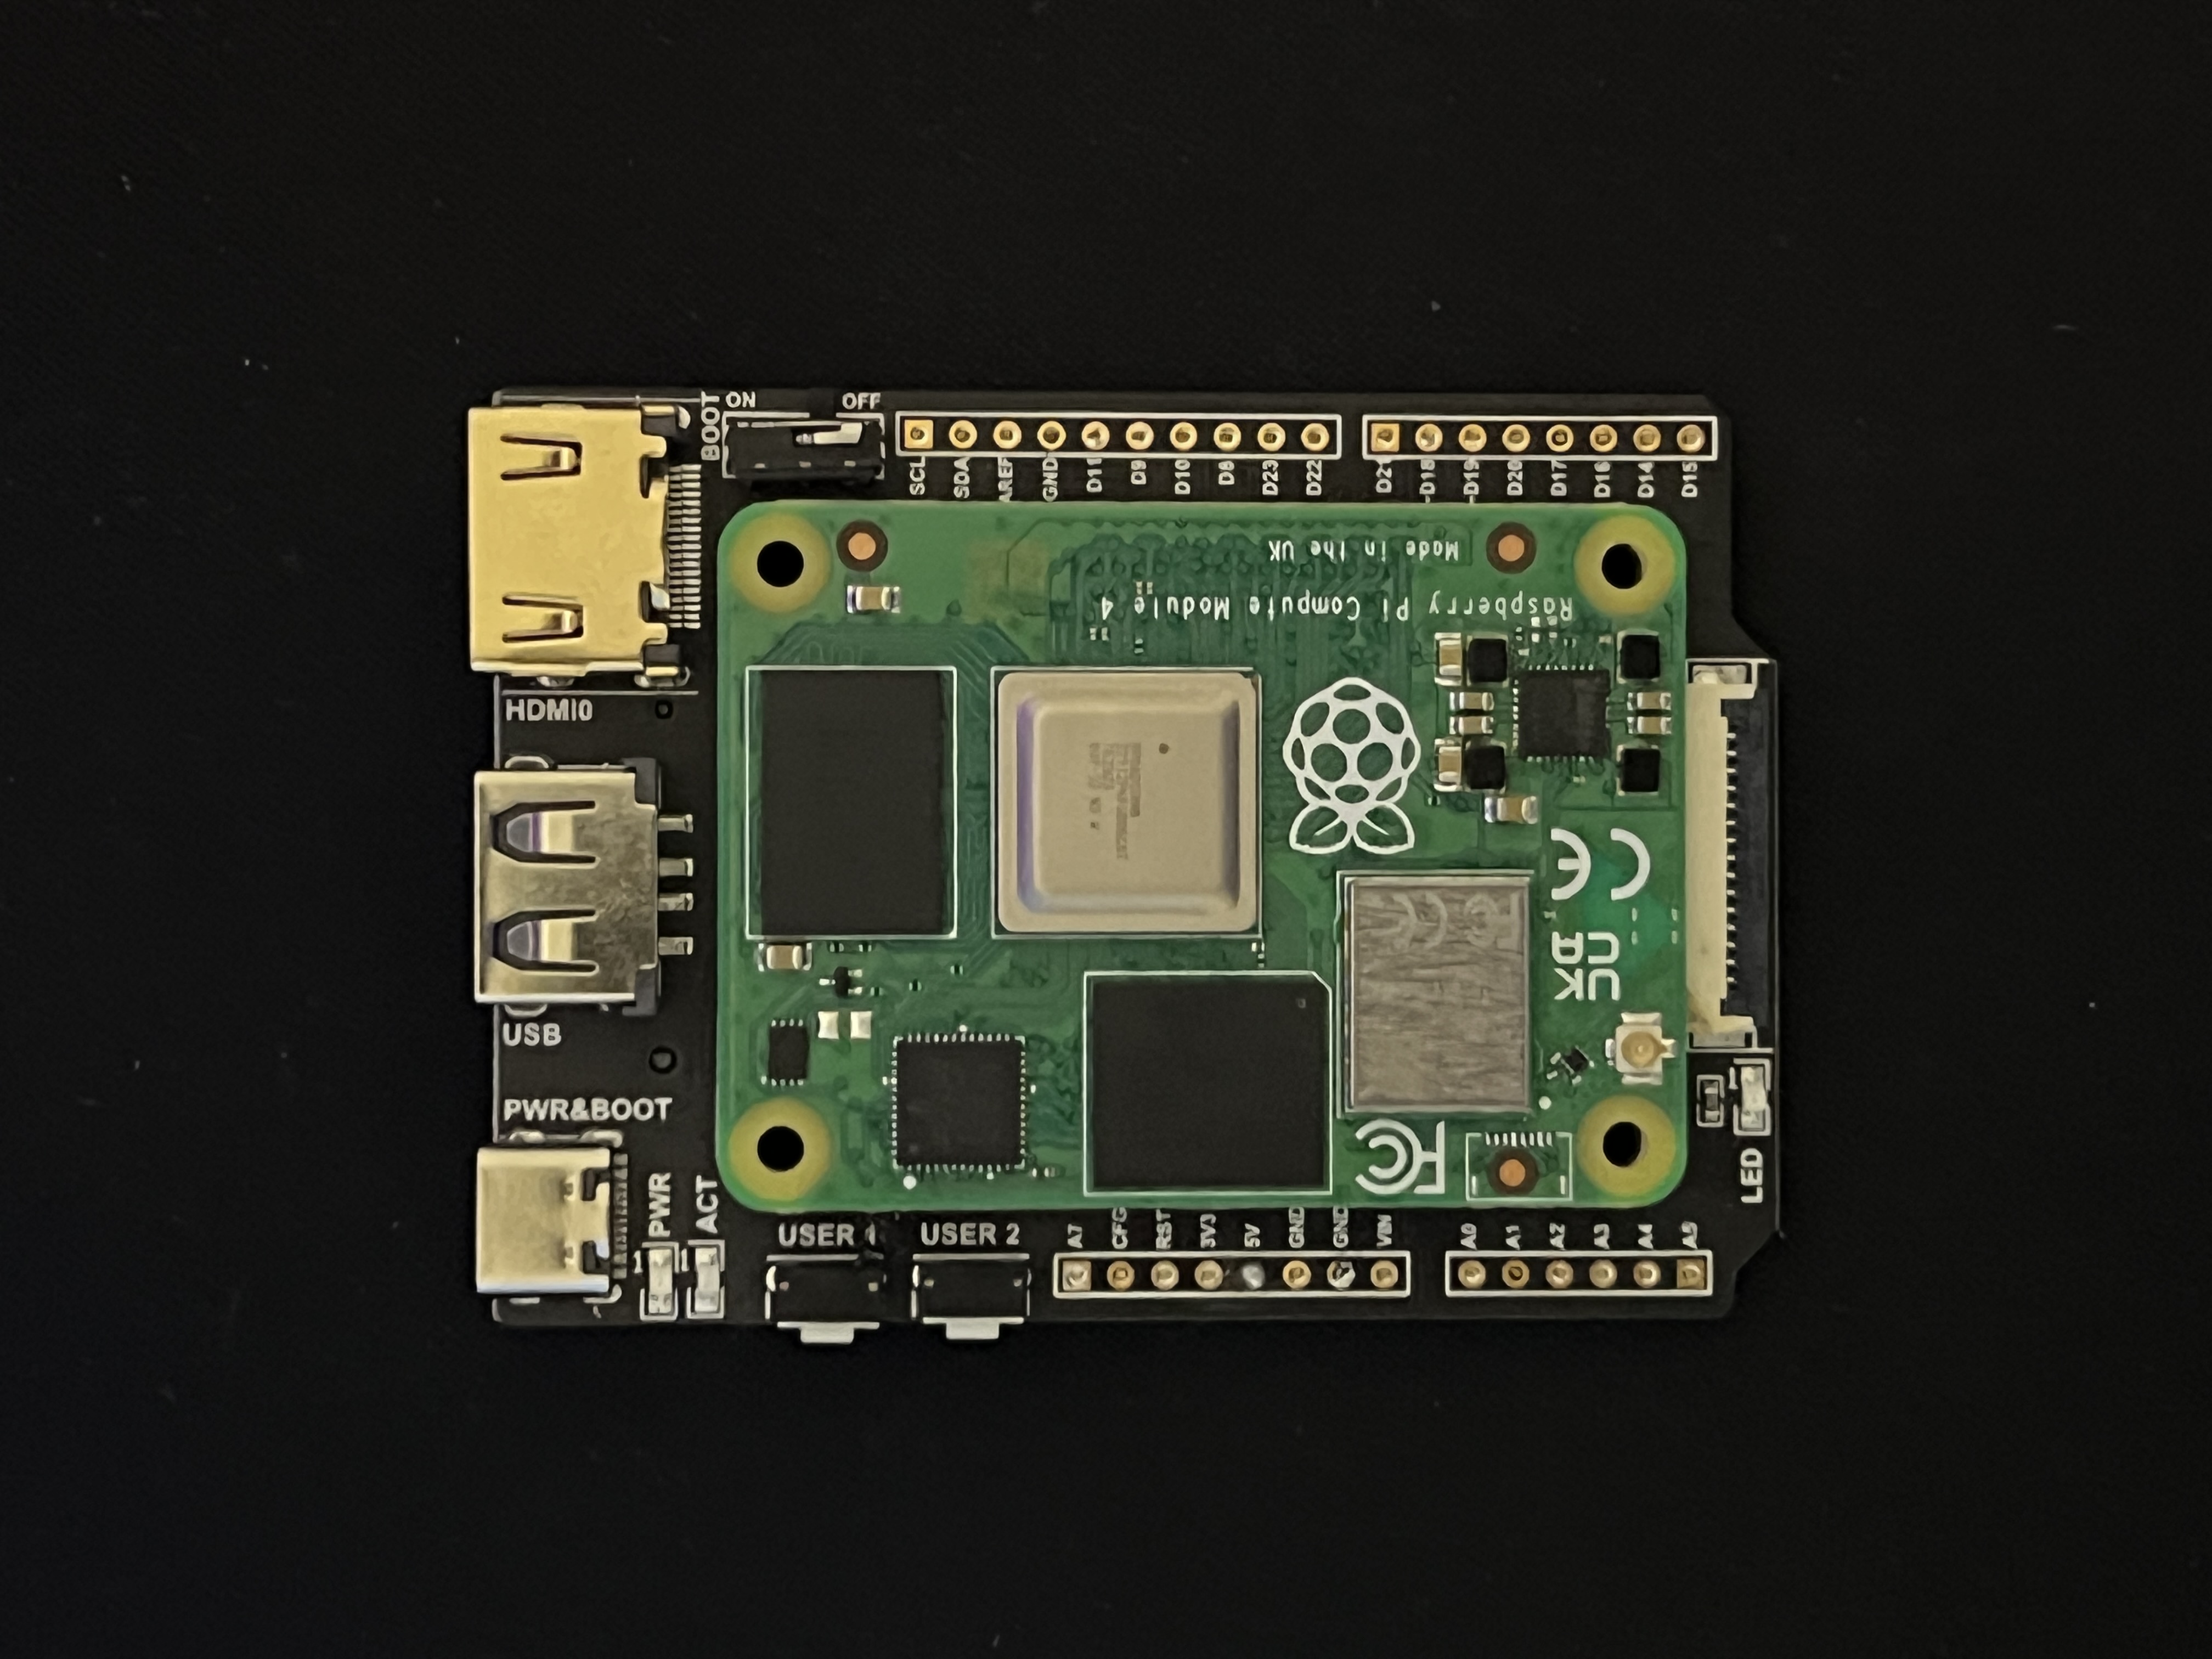 PWR&BOOT
USB
HDMI0
PWR
ACT
BOOT
ON
OFF
USER 1
USER 2
SCL
SDA
AREF
GND
D11
D9
D10
D8
D23
D22
A7
CFG
RST
3V3
5V
GND
GND
VIN
D21
D18
D19
D20
D17
D16
D14
D15
A0
A1
A2
A3
A4
A5
Raspberry Pi Compute Module 4
Made in the UK
FC
FC CE
UK
CA
CE
LED